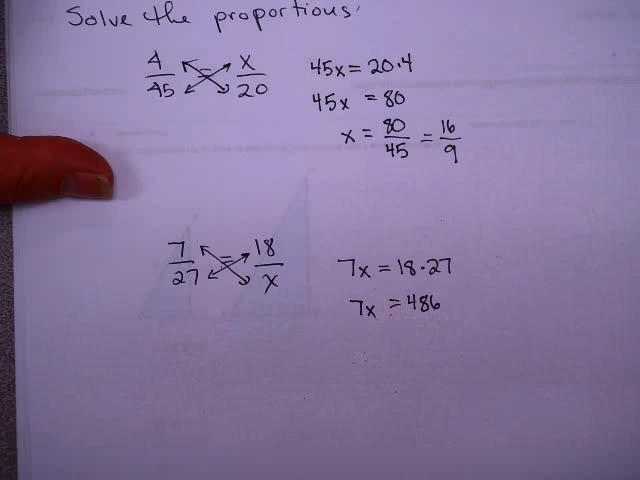 Solve the proportions:
4/45 = x/20
45x = 20·4
45x = 80
x = 80/45 = 16/9
7/27 = 18/x
7x = 18·27
7x = 486